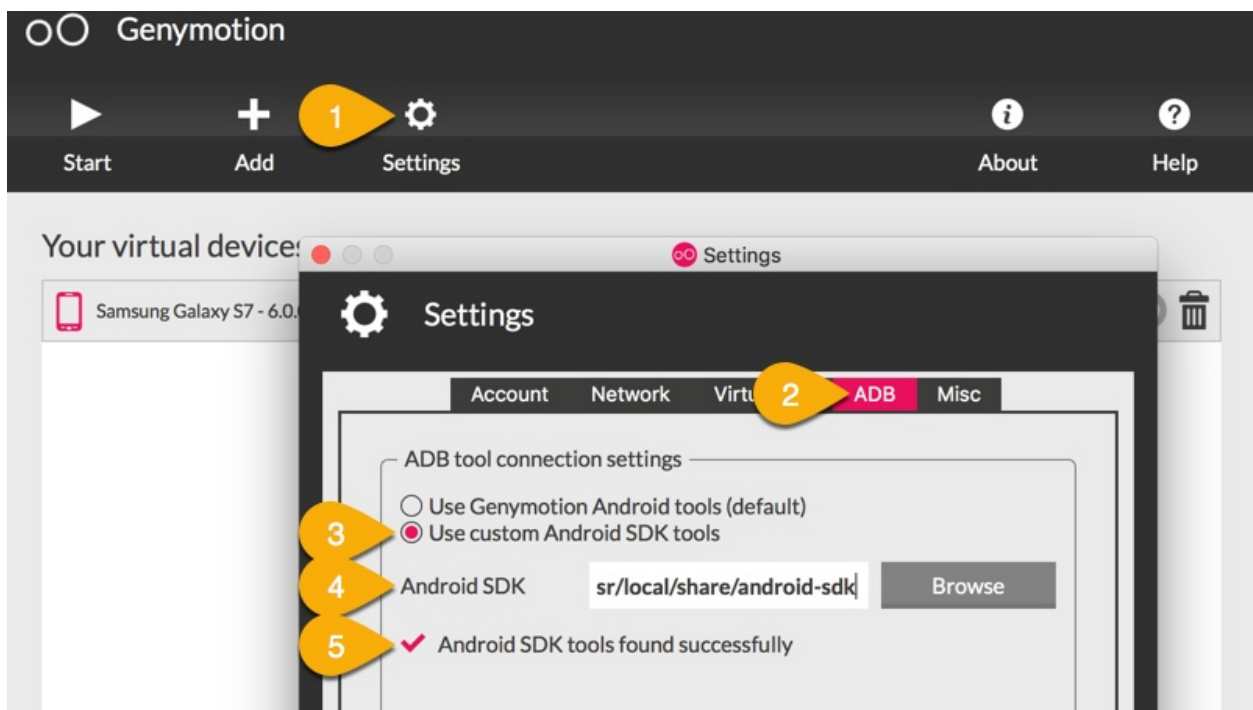 Genymotion
1
Start Add Settings About Help
Your virtual devices
Settings
Samsung Galaxy S7 - 6.0.
Settings
Account Network Virtu 2 ADB Misc
ADB tool connection settings
Use Genymotion Android tools (default)
3 Use custom Android SDK tools
4 Android SDK sr/local/share/android-sdk Browse
5 Android SDK tools found successfully